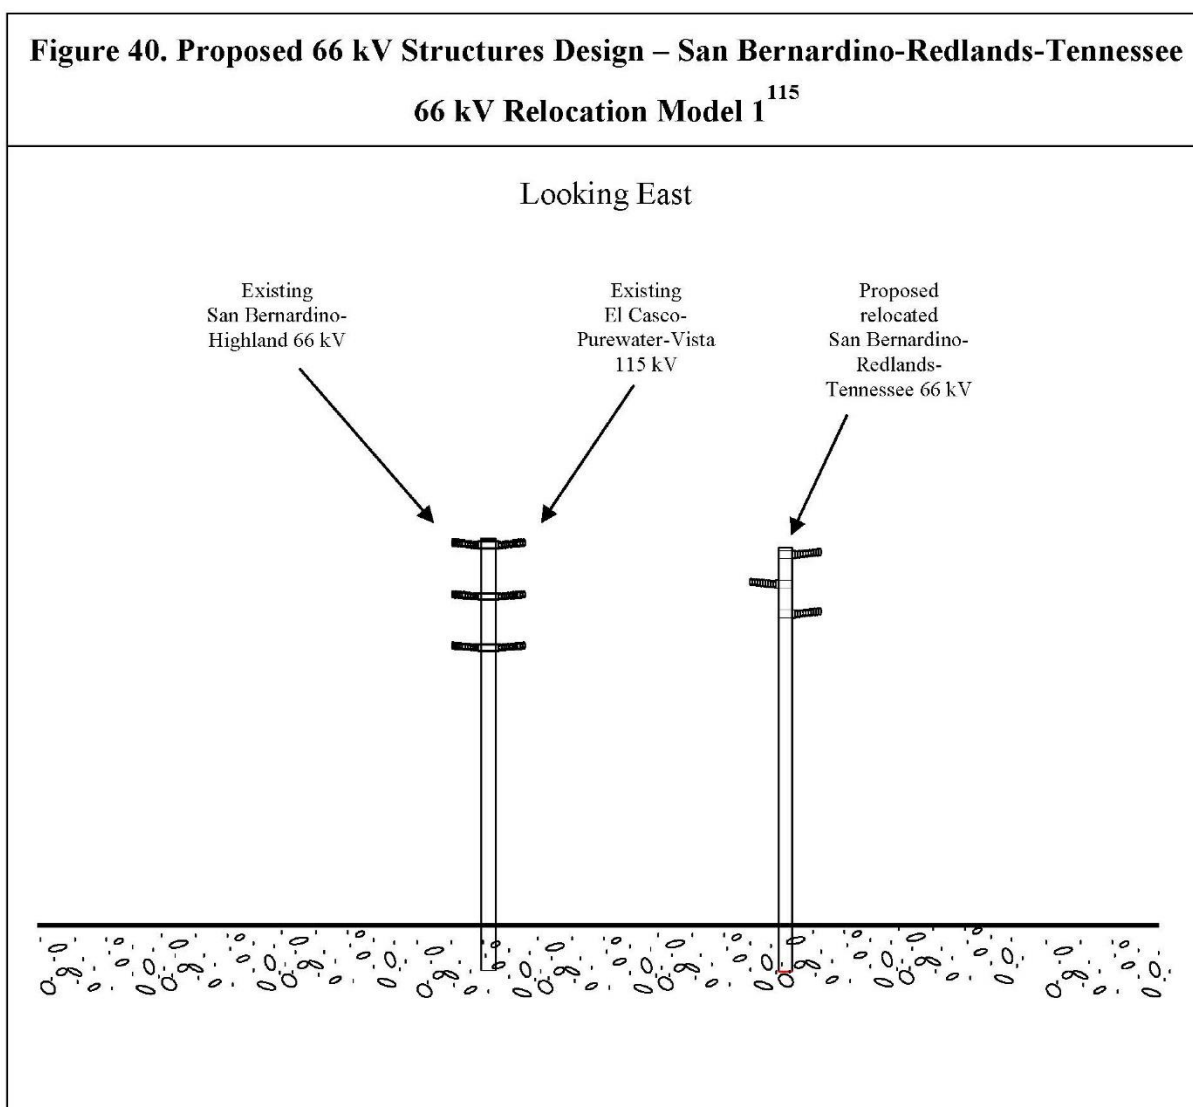 Figure 40. Proposed 66 kV Structures Design – San Bernardino-Redlands-Tennessee
66 kV Relocation Model 1115
Looking East
Existing
San Bernardino-
Highland 66 kV
Existing
El Casco-
Purewater-Vista
115 kV
Proposed
relocated
San Bernardino-
Redlands-
Tennessee 66 kV